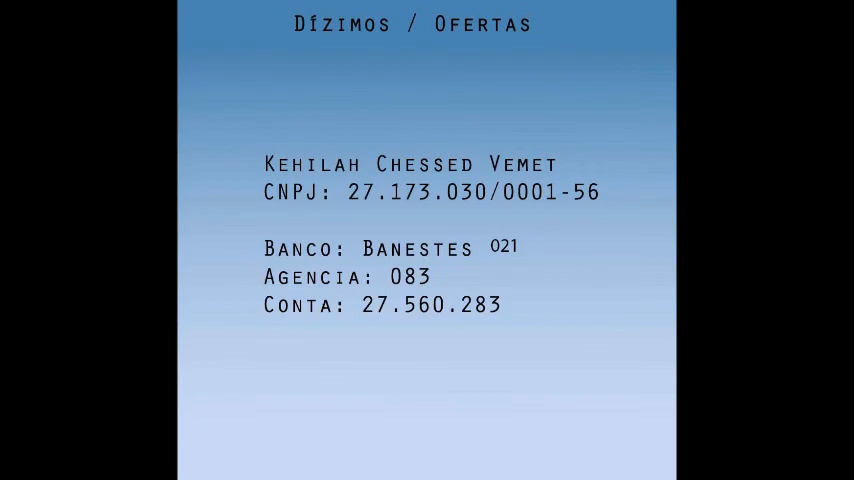 Dízimos / Ofertas
Kehilah Chessed Vemet
CNPJ: 27.173.030/0001-56
Banco: Banestes 021
Agencia: 083
Conta: 27.560.283